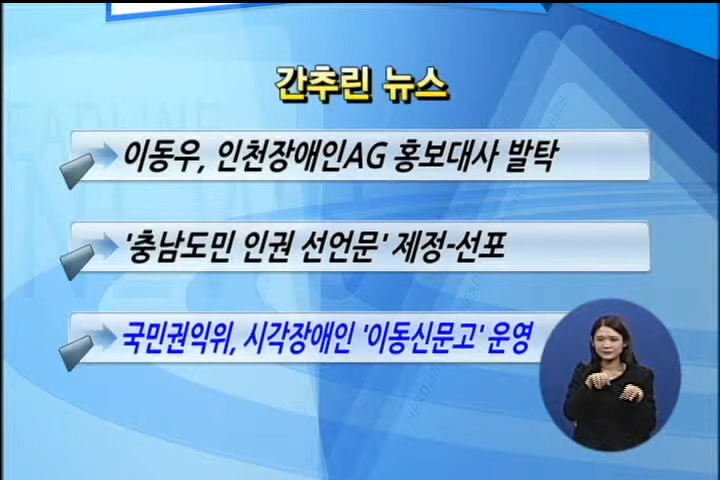 간추린 뉴스
이동우, 인천장애인AG 홍보대사 발탁
'충남도민 인권 선언문' 제정-선포
국민권익위, 시각장애인 '이동신문고' 운영